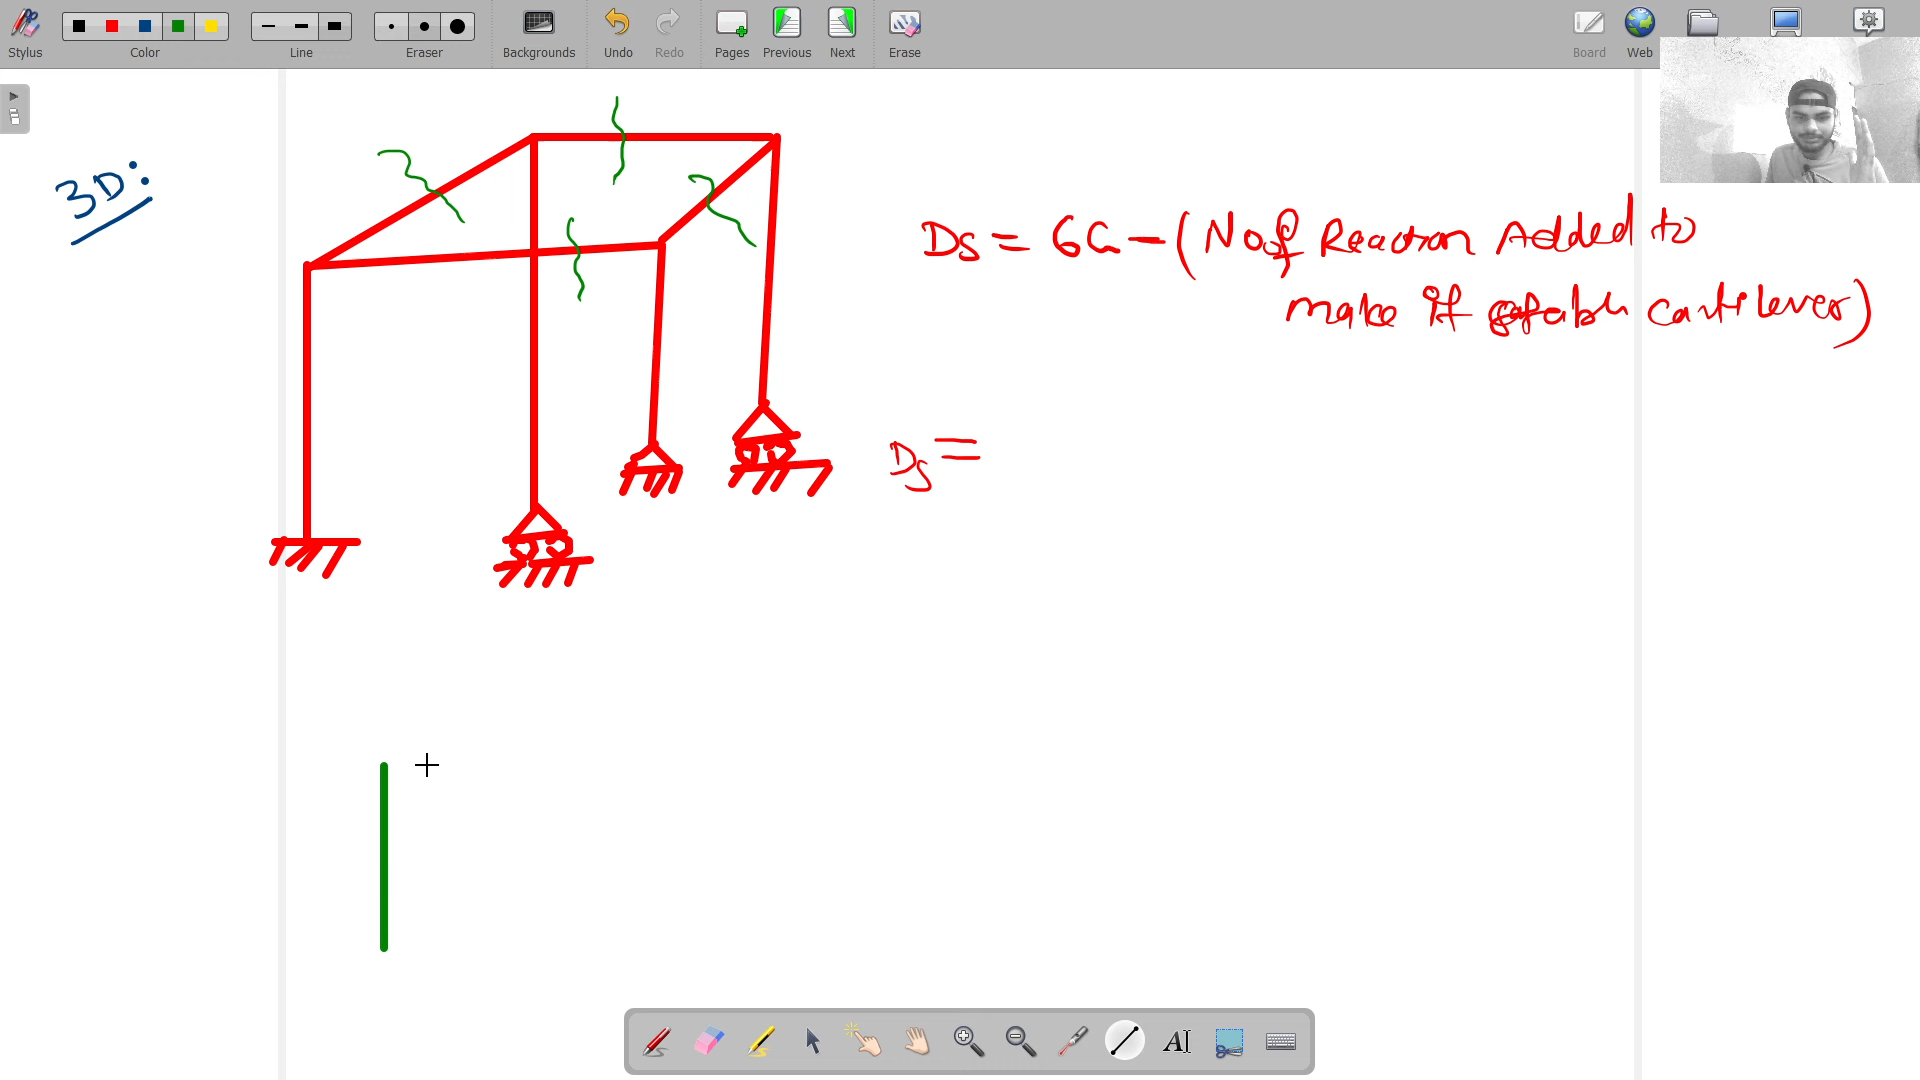 Stylus
Color
Line
Eraser
Backgrounds
Undo
Redo
Pages
Previous
Next
Erase
Board
Web
3D:
Ds = 6C - (No of Reaction Added to
make it stable cantilever)
Ds =